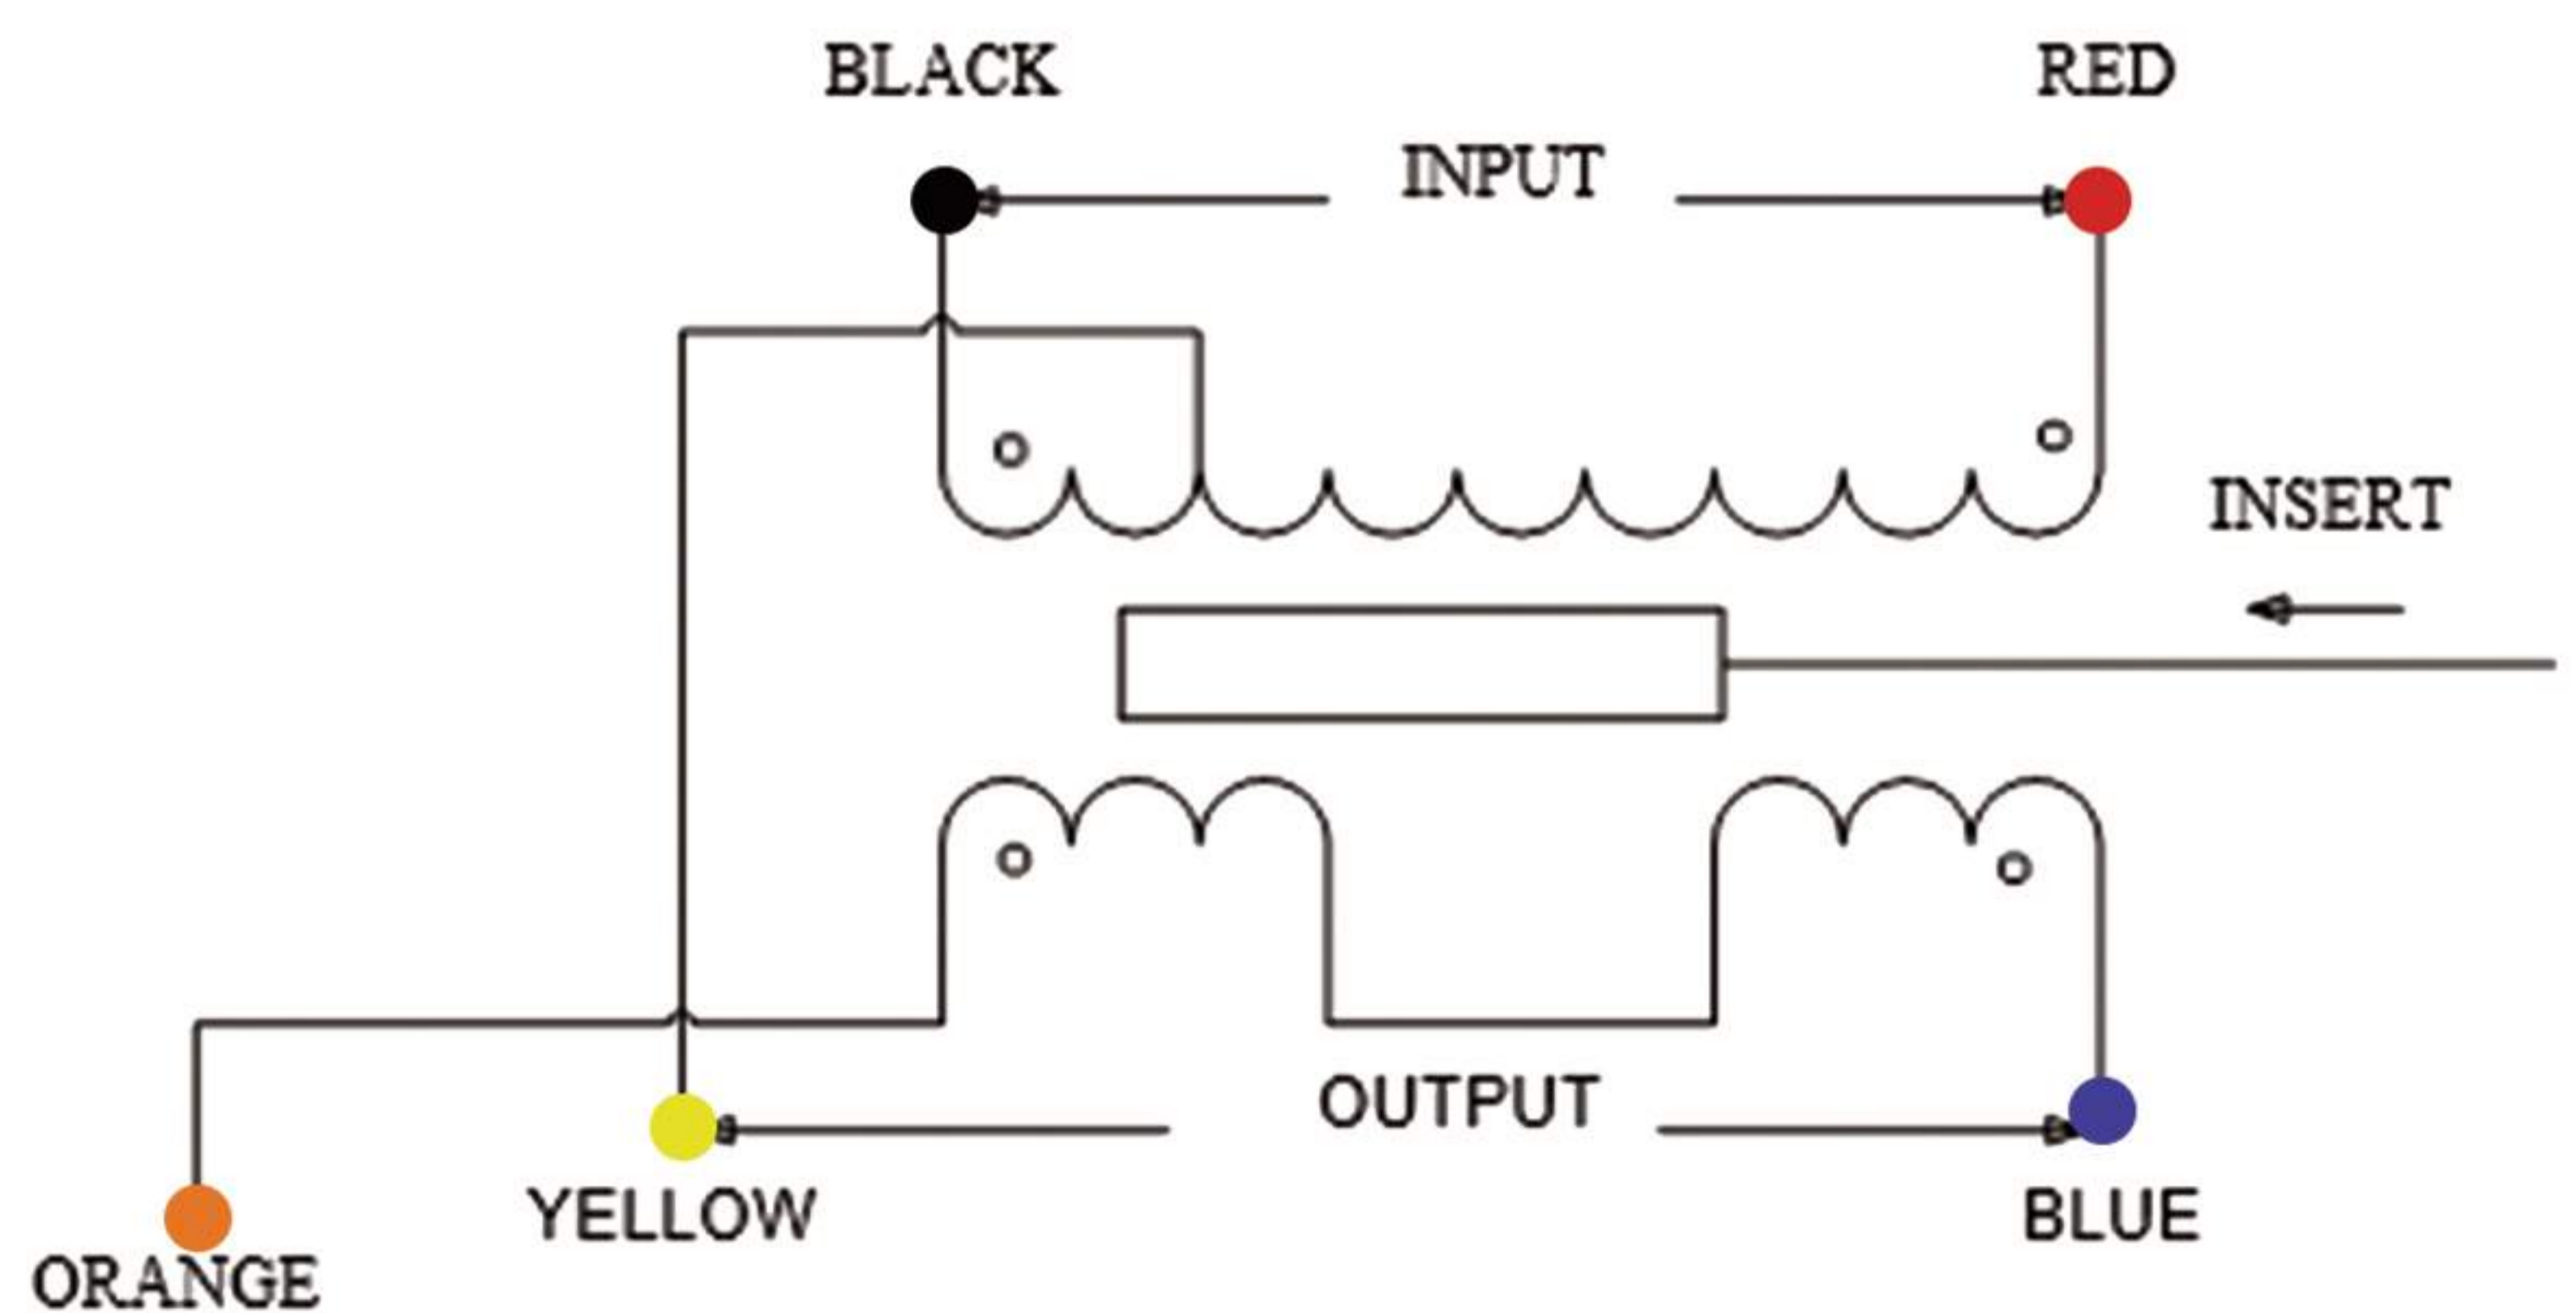 BLACK
RED
INPUT
INSERT
OUTPUT
YELLOW
BLUE
ORANGE